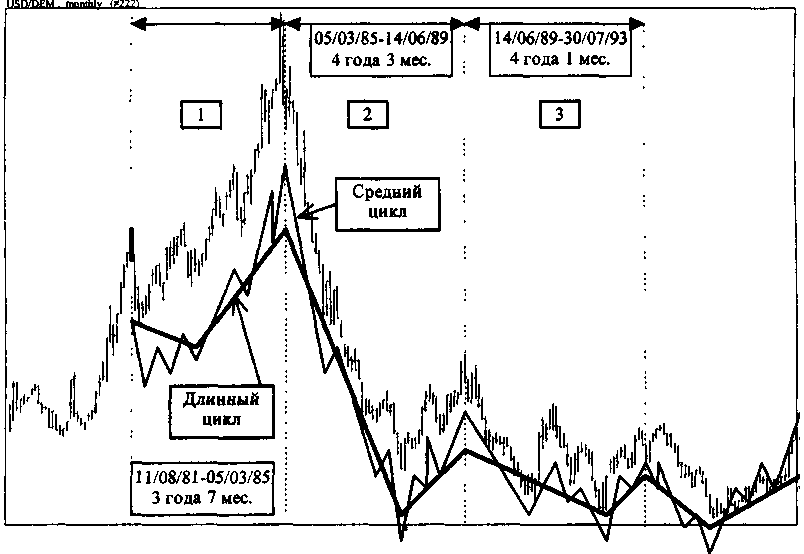 USD/DEM , monthly (#222)
05/03/85-14/06/89
4 года 3 мес.
14/06/89-30/07/93
4 года 1 мес.
1
2
3
Средний
цикл
Длинный
цикл
11/08/81-05/03/85
3 года 7 мес.